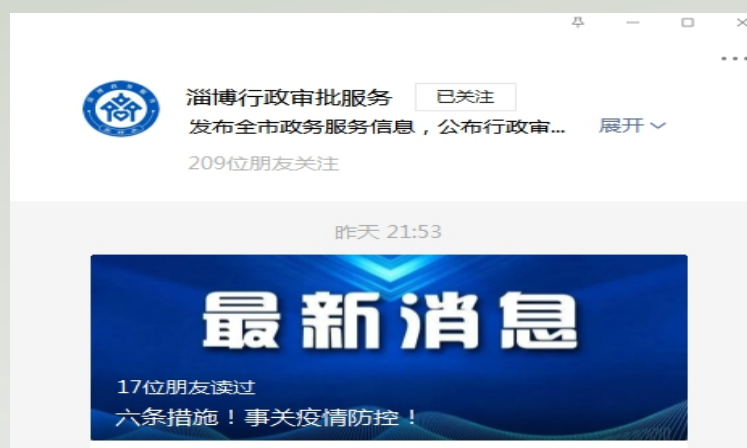 淄博行政审批服务 已关注
发布全市政务服务信息，公布行政审... 展开
209位朋友关注
昨天 21:53
最新消息
17位朋友读过
六条措施！事关疫情防控！